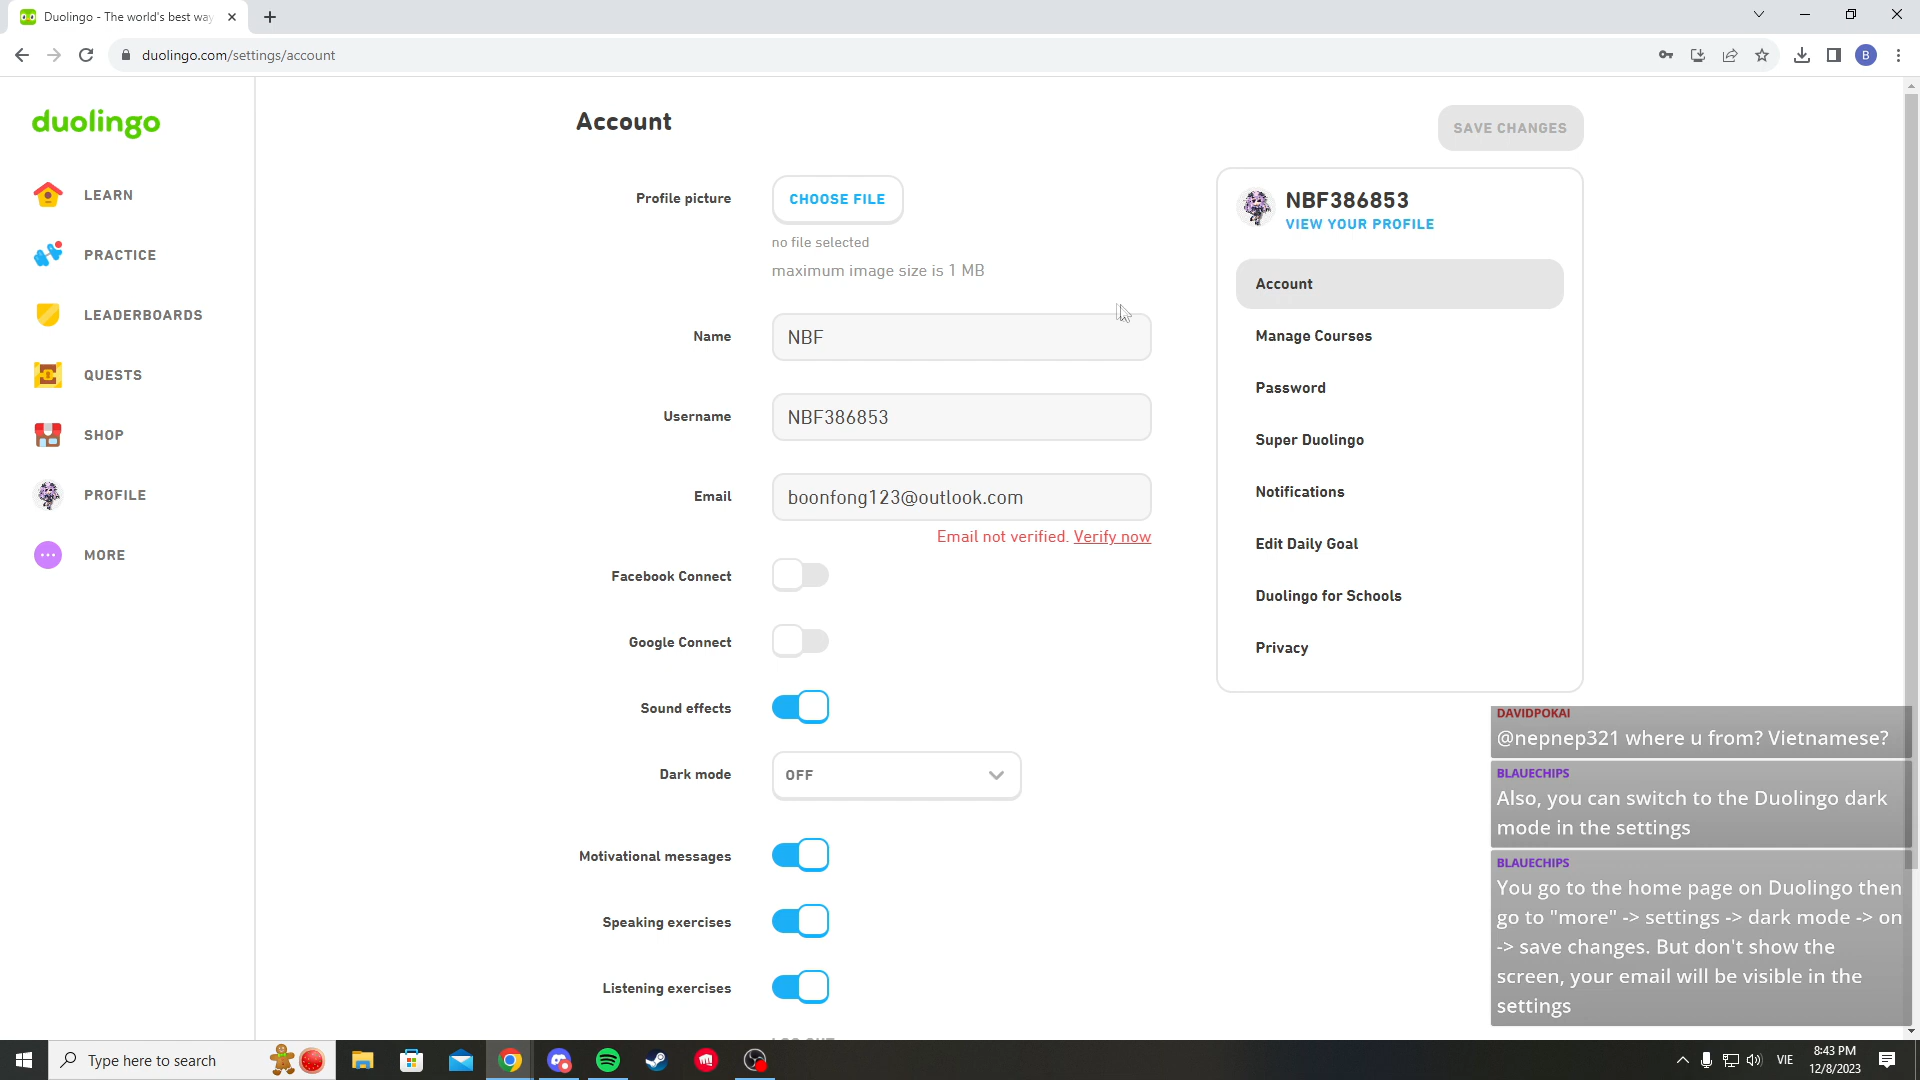 Duolingo - The world's best way
duolingo.com/settings/account
B
duolingo
LEARN
PRACTICE
LEADERBOARDS
QUESTS
SHOP
PROFILE
MORE
Account
SAVE CHANGES
Profile picture
CHOOSE FILE
no file selected
maximum image size is 1 MB
Name
NBF
Username
NBF386853
Email
boonfong123@outlook.com
Email not verified. Verify now
Facebook Connect
Google Connect
Sound effects
Dark mode
OFF
Motivational messages
Speaking exercises
Listening exercises
NBF386853
VIEW YOUR PROFILE
Account
Manage Courses
Password
Super Duolingo
Notifications
Edit Daily Goal
Duolingo for Schools
Privacy
DAVIDPOKAI
@nepnep321 where u from? Vietnamese?
BLAUECHIPS
Also, you can switch to the Duolingo dark
mode in the settings
BLAUECHIPS
You go to the home page on Duolingo then
go to "more" -> settings -> dark mode -> on
-> save changes. But don't show the
screen, your email will be visible in the
settings
Type here to search
VIE
8:43 PM
12/8/2023